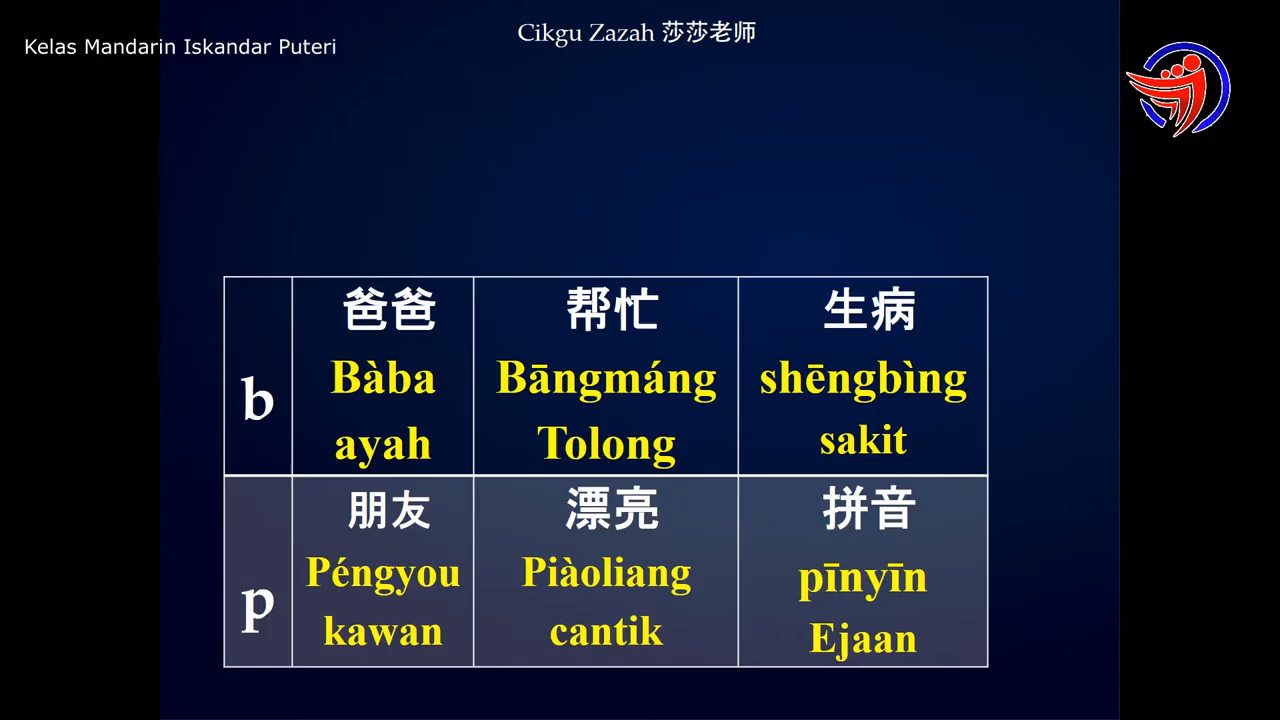 Cikgu Zazah 莎莎老师
Kelas Mandarin Iskandar Puteri
b
爸爸
Bàba
ayah
帮忙
Bāngmáng
Tolong
生病
shēngbìng
sakit
p
朋友
Péngyou
kawan
漂亮
Piàoliang
cantik
拼音
pīnyīn
Ejaan